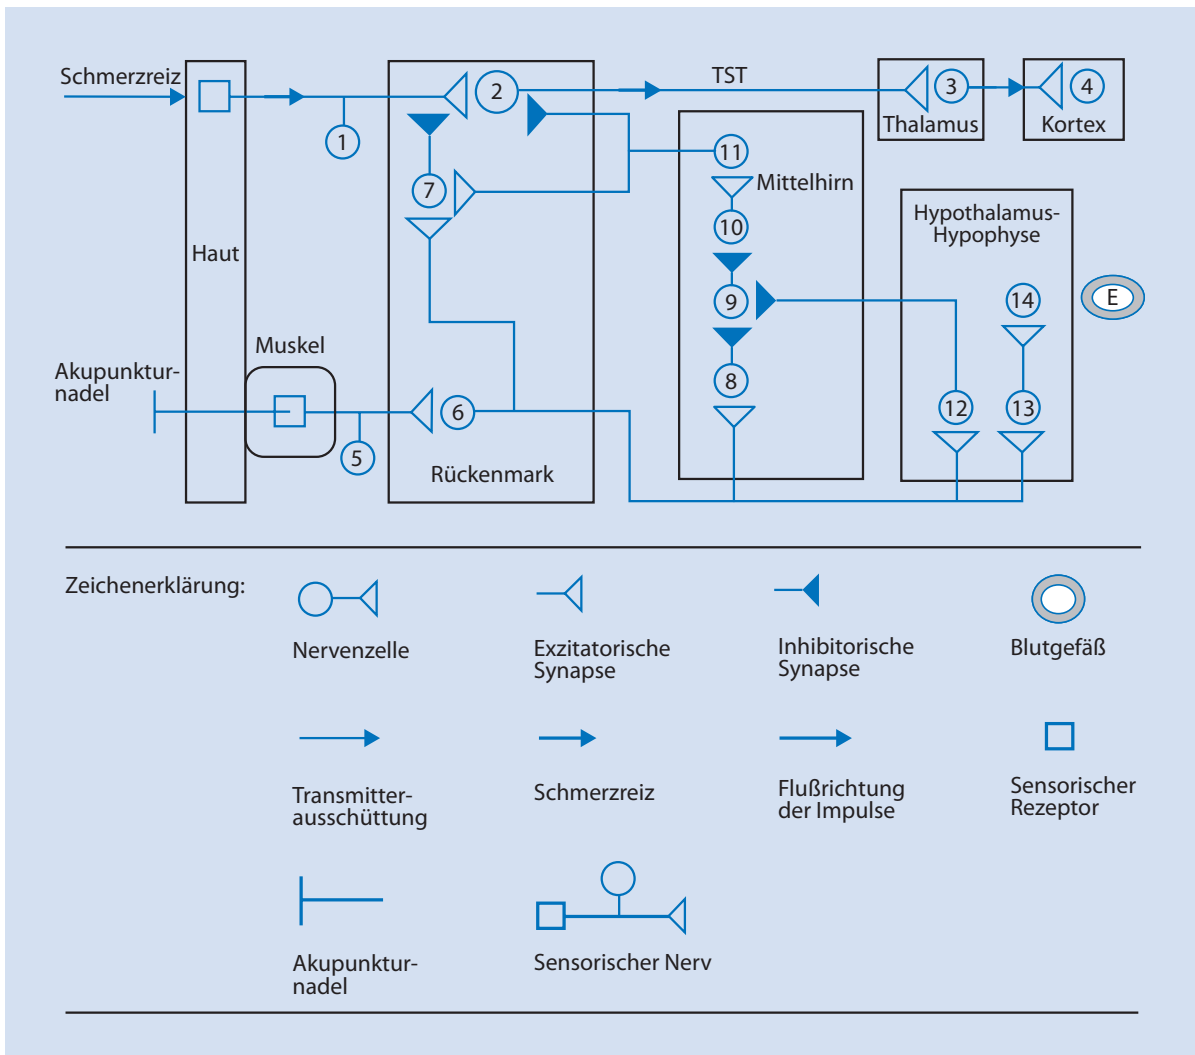 Schmerzreiz
TST
1
2
3
4
Thalamus
Kortex
11
Mittelhirn
7
10
Hypothalamus-
Hypophyse
Haut
9
14
E
Muskel
Akupunktur-
nadel
8
12
13
6
5
Rückenmark
Zeichenerklärung:
Nervenzelle
Exzitatorische
Synapse
Inhibitorische
Synapse
Blutgefäß
Transmitter-
ausschüttung
Schmerzreiz
Flußrichtung
der Impulse
Sensorischer
Rezeptor
Akupunktur-
nadel
Sensorischer Nerv